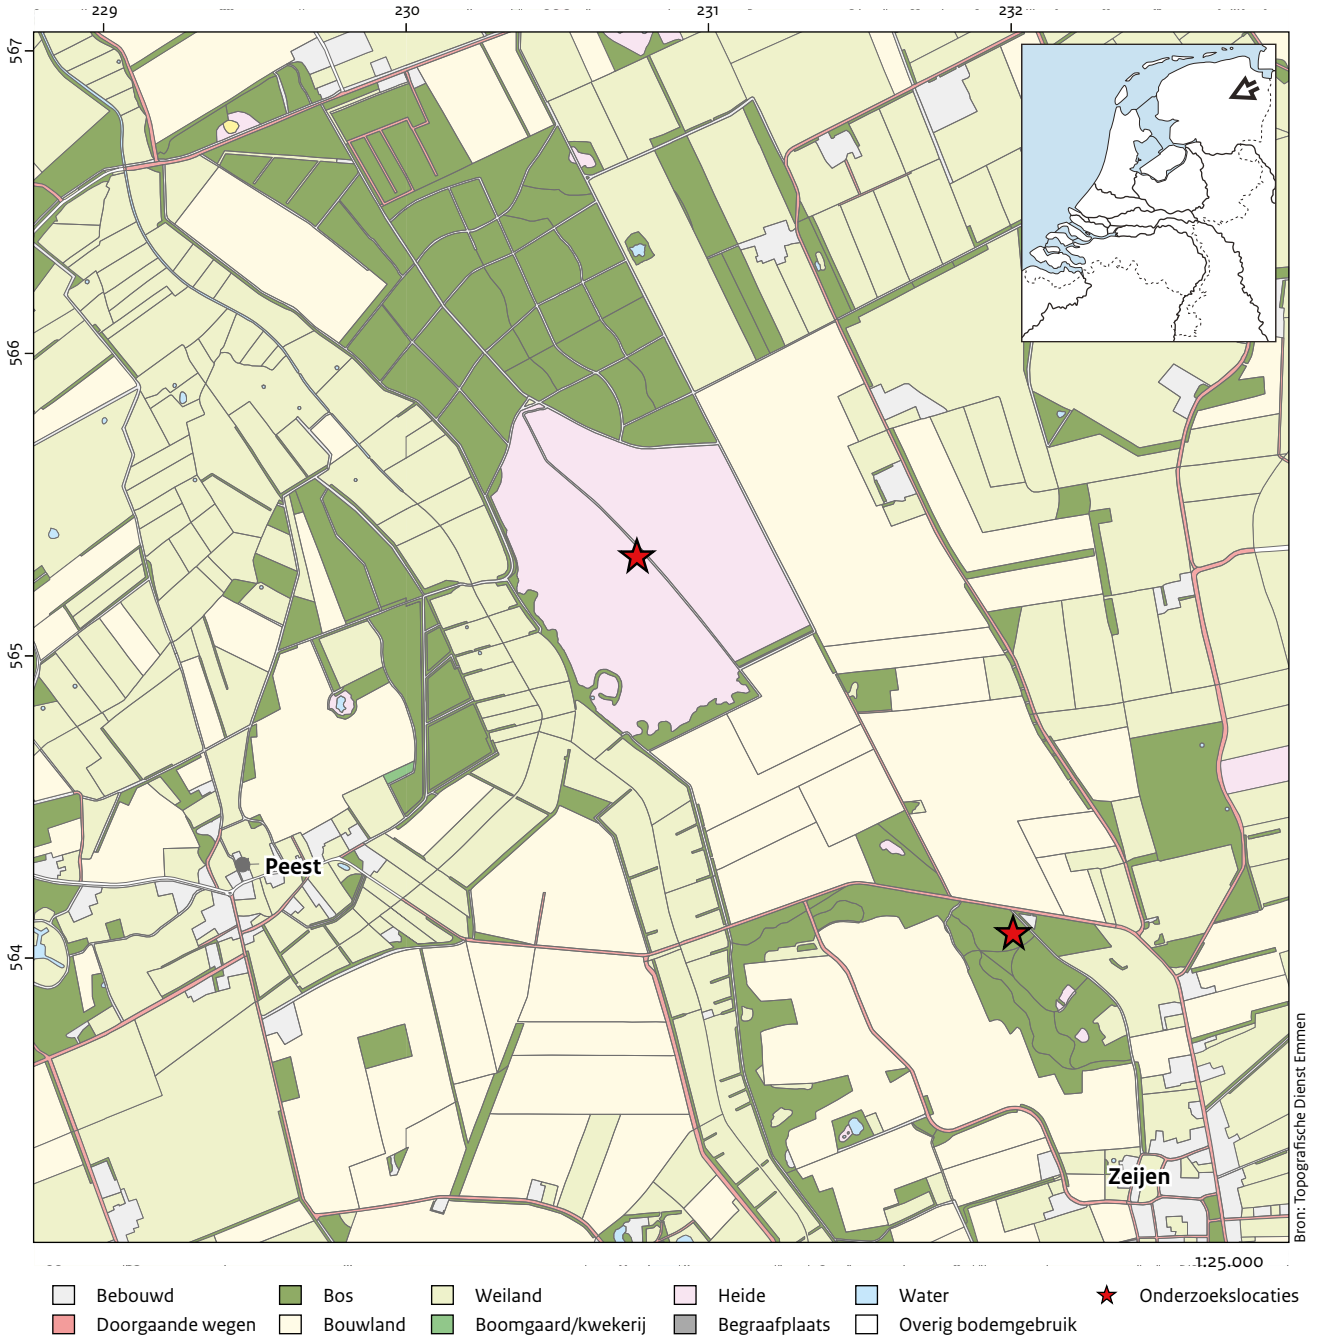 229 230 231 232
567
566
565
564
Peest
Zeijen
Bron: Topografische Dienst Emmen
1:25.000
Bebouwd Bos Weiland Heide Water Onderzoekslocaties
Doorgaande wegen Bouwland Boomgaard/kwekerij Begraafplaats Overig bodemgebruik